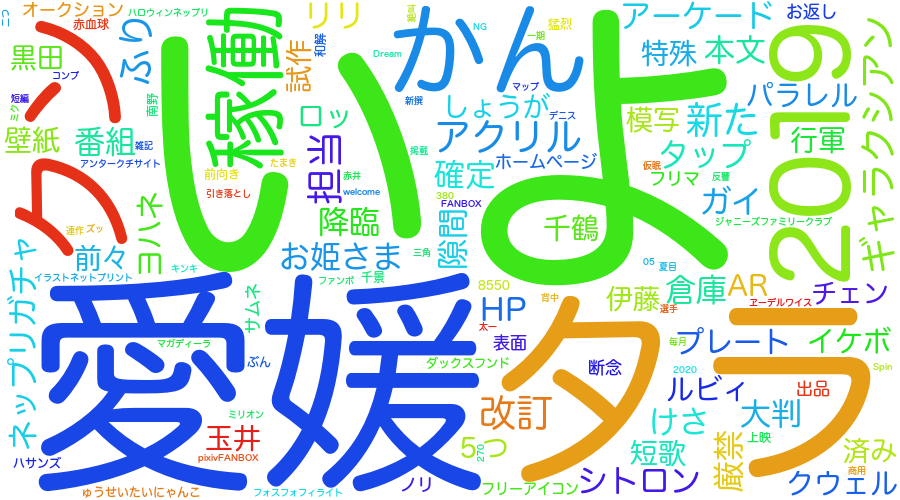 オークション
ハロウィンネップリ
赤血球
リリ
かん
猛烈
NG
一期
アーケード
お返し
ニコ
黒田
コンプ
ふり
稼働
試作
和解
Dream
マップ
特殊
本文
2019
アン
短編
ミク
南野
いい
よ
新撰
デニス
パラレル
ギャラクシアン
壁紙
番組
雑記
ロッ
しょうが
アクリル
模写
新た
行軍
アンタークチサイト
たまき
担当
掲載
ホームページ
タップ
仮眠
反響
前向き
引き落とし
赤井
welcome
確定
380
FANBOX
フリマ
ガイ
ジャニーズファミリークラブ
ヨハネ
連作
ズッ
降臨
隙間
千鶴
三角
前々
キンキ
お姫さま
05
夏目
イラストネットプリント
ファンボ
千景
8550
背中
伊藤
倉庫
AR
チェン
ヱーデルワイス
選手
ネップリガチャ
サムネ
愛媛
HP
太一
タラ
表面
毎月
プレート
イケボ
マガディーラ
ぶん
ダックスフンド
断念
2020
Spin
ルビィ
出品
ミリオン
改訂
けさ
大判
玉井
5つ
270
短歌
上映
済み
pixivFANBOX
厳禁
商用
ハサンズ
ノリ
シトロン
クウェル
ゅうせいたいにゃんこ
フォスフォフィライト
フリーアイコン